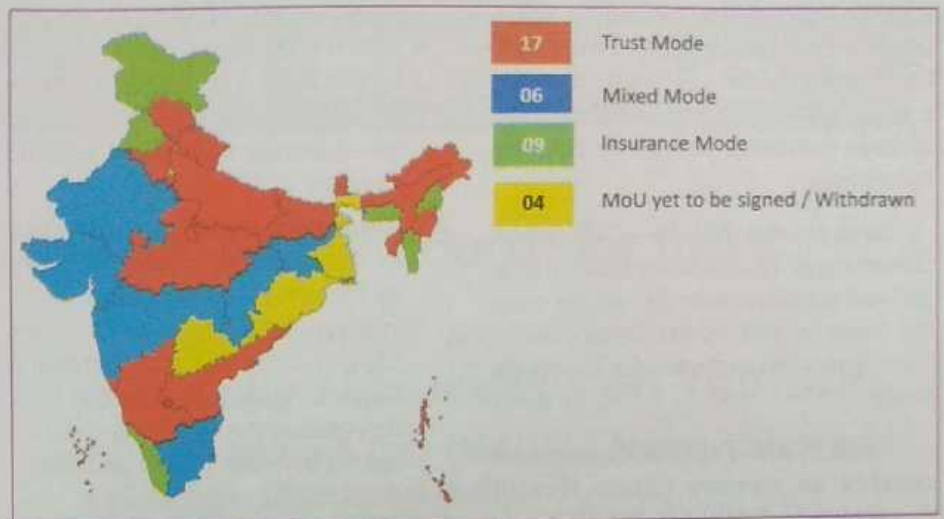 17 Trust Mode
06 Mixed Mode
09 Insurance Mode
04 MoU yet to be signed / Withdrawn